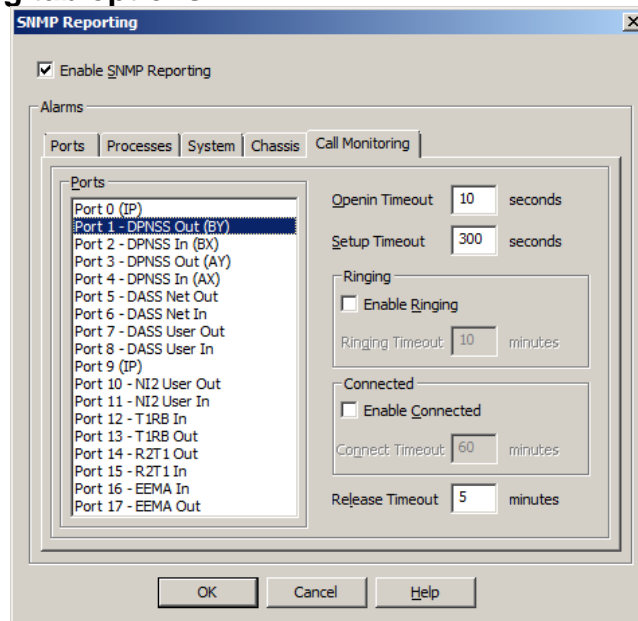 SNMP Reporting
Enable SNMP Reporting
Alarms
Ports Processes System Chassis Call Monitoring
Ports
Port 0 (IP)
Port 1 - DPNSS Out (BY)
Port 2 - DPNSS In (BX)
Port 3 - DPNSS Out (AY)
Port 4 - DPNSS In (AX)
Port 5 - DASS Net Out
Port 6 - DASS Net In
Port 7 - DASS User Out
Port 8 - DASS User In
Port 9 (IP)
Port 10 - NI2 User Out
Port 11 - NI2 User In
Port 12 - T1RB In
Port 13 - T1RB Out
Port 14 - R2T1 Out
Port 15 - R2T1 In
Port 16 - EEMA In
Port 17 - EEMA Out
Openin Timeout 10 seconds
Setup Timeout 300 seconds
Ringing
Enable Ringing
Ringing Timeout 10 minutes
Connected
Enable Connected
Connect Timeout 60 minutes
Release Timeout 5 minutes
OK Cancel Help